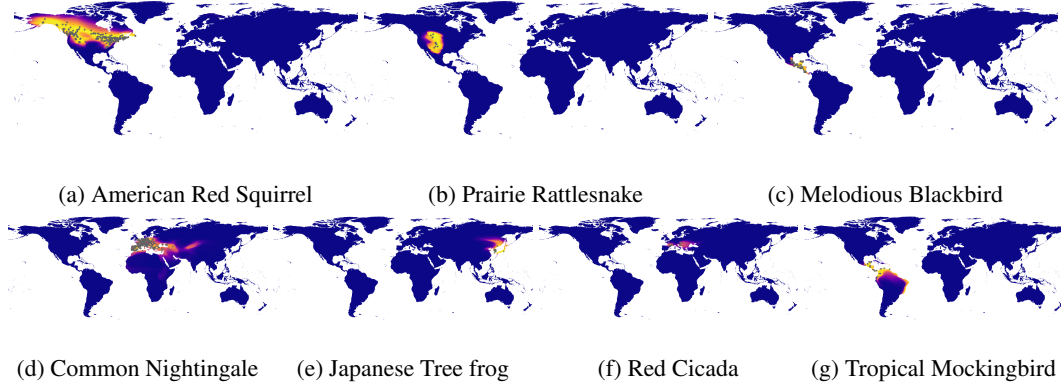 (a) American Red Squirrel (b) Prairie Rattlesnake (c) Melodious Blackbird
(d) Common Nightingale (e) Japanese Tree frog (f) Red Cicada (g) Tropical Mockingbird